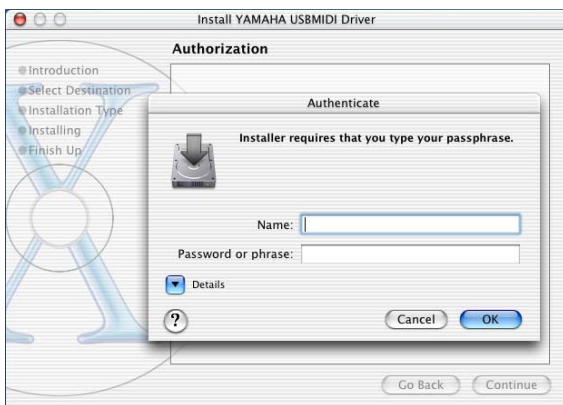 Install YAMAHA USBMIDI Driver
Authorization
Introduction
Select Destination
Installation Type
Installing
Finish Up
Authenticate
Installer requires that you type your passphrase.
Name:
Password or phrase:
Details
?
Cancel
OK
Go Back
Continue